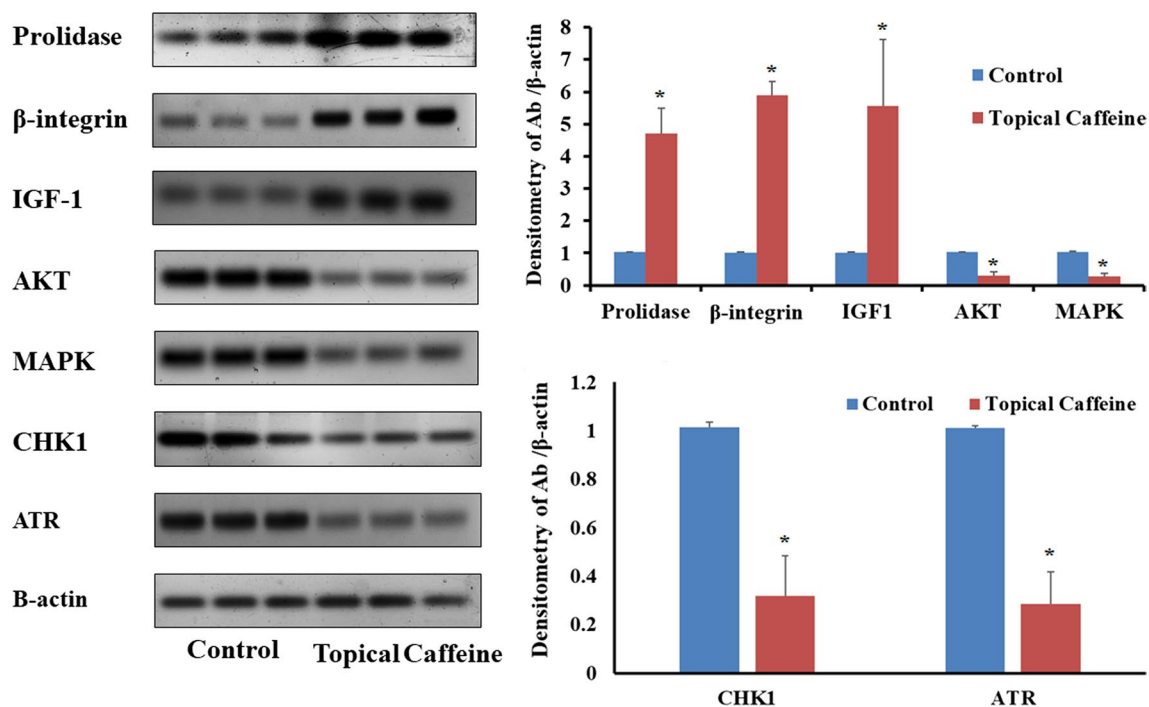 Prolidase
β-integrin
IGF-1
AKT
MAPK
CHK1
ATR
B-actin
Control
Topical Caffeine
Densitometry of Ab /β-actin
8
7
6
5
4
3
2
1
0
*
*
*
*
*
Control
Topical Caffeine
Prolidase
β-integrin
IGF1
AKT
MAPK
Densitometry of Ab /β-actin
1.2
1
0.8
0.6
0.4
0.2
0
Control
Topical Caffeine
*
*
CHK1
ATR